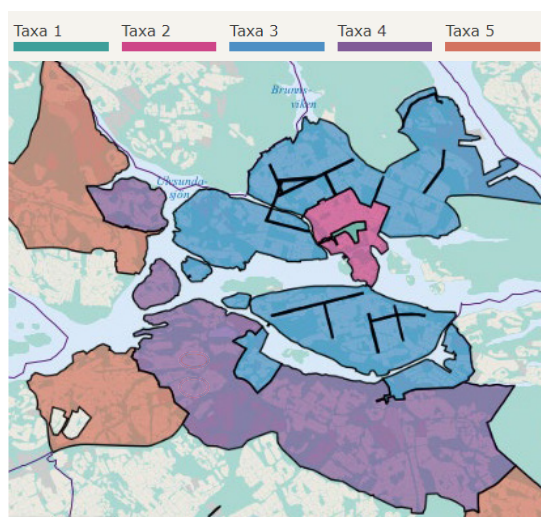 Taxa 1 Taxa 2 Taxa 3 Taxa 4 Taxa 5
Brunns-
viken
Ulvsunda-
sjön